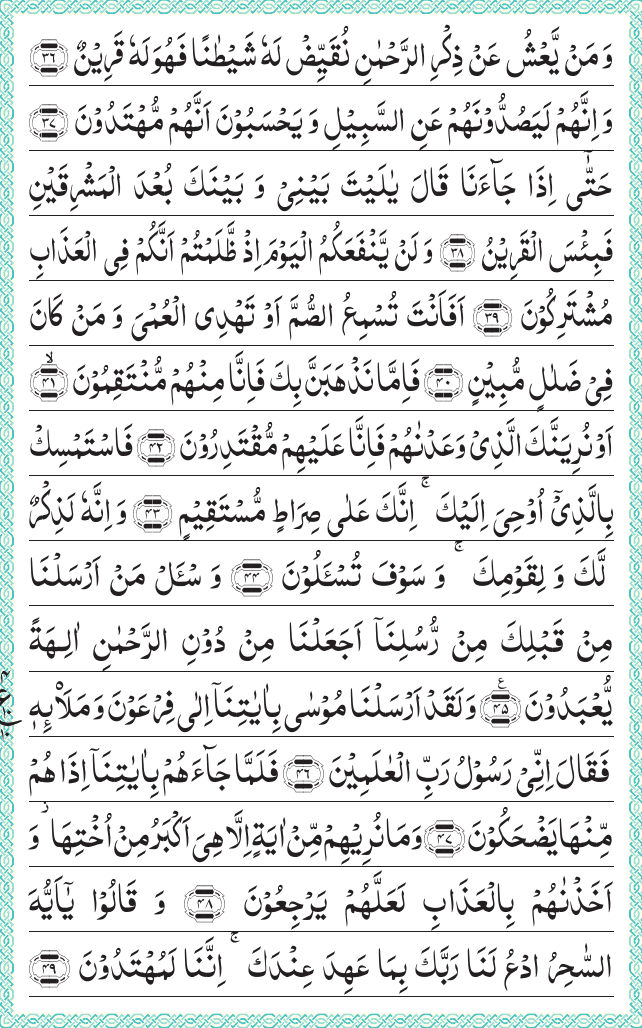 وَ مَنْ يَّعْشُ عَنْ ذِكْرِ الرَّحْمٰنِ نُقَيِّضْ لَهٗ شَيْطٰنًا فَهُوَ لَهٗ قَرِيْنٌ ﴿۳۶﴾
وَ اِنَّهُمْ لَيَصُدُّوْنَهُمْ عَنِ السَّبِيْلِ وَ يَحْسَبُوْنَ اَنَّهُمْ مُّهْتَدُوْنَ ﴿۳۷﴾
حَتّٰۤى اِذَا جَآءَنَا قَالَ يٰلَيْتَ بَيْنِيْ وَ بَيْنَكَ بُعْدَ الْمَشْرِقَيْنِ
فَبِئْسَ الْقَرِيْنُ ﴿۳۸﴾ وَ لَنْ يَّنْفَعَكُمُ الْيَوْمَ اِذْ ظَّلَمْتُمْ اَنَّكُمْ فِي الْعَذَابِ
مُشْتَرِكُوْنَ ﴿۳۹﴾ اَفَاَنْتَ تُسْمِعُ الصُّمَّ اَوْ تَهْدِي الْعُمْيَ وَ مَنْ كَانَ
فِيْ ضَلٰلٍ مُّبِيْنٍ ﴿۴۰﴾ فَاِمَّا نَذْهَبَنَّ بِكَ فَاِنَّا مِنْهُمْ مُّنْتَقِمُوْنَ ﴿۴۱﴾ۙ
اَوْ نُرِيَنَّكَ الَّذِيْ وَعَدْنٰهُمْ فَاِنَّا عَلَيْهِمْ مُّقْتَدِرُوْنَ ﴿۴۲﴾ فَاسْتَمْسِكْ
بِالَّذِيْۤ اُوْحِيَ اِلَيْكَ ۚ اِنَّكَ عَلٰى صِرَاطٍ مُّسْتَقِيْمٍ ﴿۴۳﴾ وَ اِنَّهٗ لَذِكْرٌ
لَّكَ وَ لِقَوْمِكَ ۚ وَ سَوْفَ تُسْـَٔلُوْنَ ﴿۴۴﴾ وَ سْـَٔلْ مَنْ اَرْسَلْنَا
مِنْ قَبْلِكَ مِنْ رُّسُلِنَاۤ اَجَعَلْنَا مِنْ دُوْنِ الرَّحْمٰنِ اٰلِهَةً
يُّعْبَدُوْنَ ﴿۴۵﴾ع وَ لَقَدْ اَرْسَلْنَا مُوْسٰى بِاٰيٰتِنَاۤ اِلٰى فِرْعَوْنَ وَ مَلَاۡئِهٖ
فَقَالَ اِنِّيْ رَسُوْلُ رَبِّ الْعٰلَمِيْنَ ﴿۴۶﴾ فَلَمَّا جَآءَهُمْ بِاٰيٰتِنَاۤ اِذَا هُمْ
مِّنْهَا يَضْحَكُوْنَ ﴿۴۷﴾ وَ مَا نُرِيْهِمْ مِّنْ اٰيَةٍ اِلَّا هِيَ اَكْبَرُ مِنْ اُخْتِهَا ؗ وَ
اَخَذْنٰهُمْ بِالْعَذَابِ لَعَلَّهُمْ يَرْجِعُوْنَ ﴿۴۸﴾ وَ قَالُوْا يٰۤاَيُّهَ
السّٰحِرُ ادْعُ لَنَا رَبَّكَ بِمَا عَهِدَ عِنْدَكَ ۚ اِنَّنَا لَمُهْتَدُوْنَ ﴿۴۹﴾